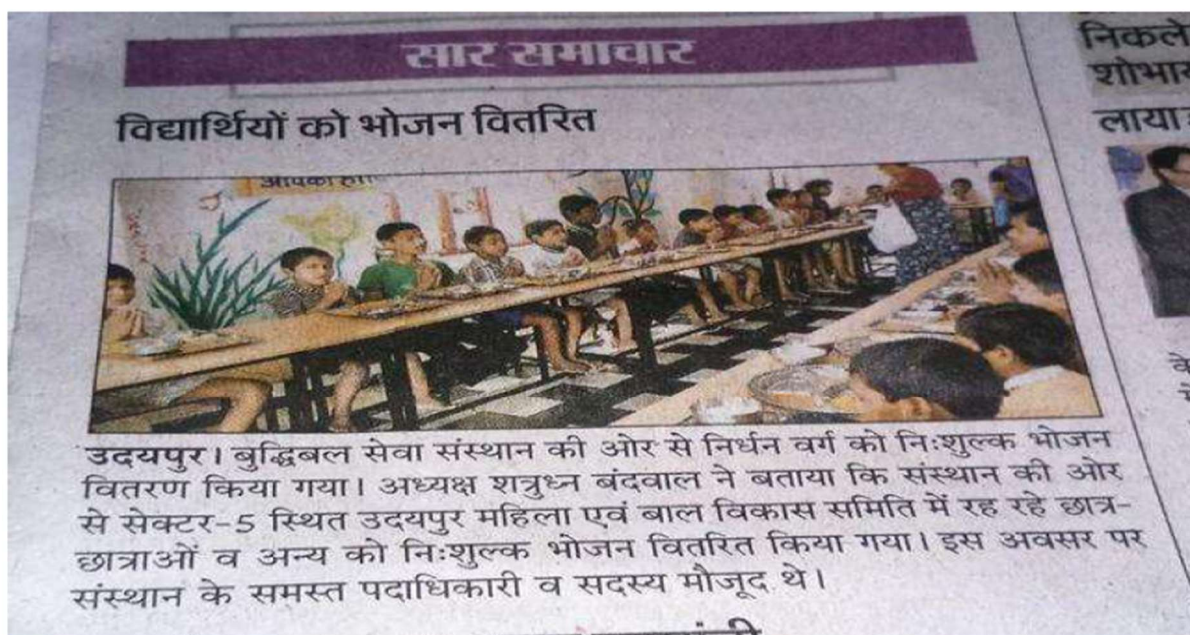 सार समाचार
विद्यार्थियों को भोजन वितरित
आपका हा
उदयपुर। बुद्धिबल सेवा संस्थान की ओर से निर्धन वर्ग को निःशुल्क भोजन
वितरण किया गया। अध्यक्ष शत्रुध्न बंदवाल ने बताया कि संस्थान की ओर
से सेक्टर-5 स्थित उदयपुर महिला एवं बाल विकास समिति में रह रहे छात्र-
छात्राओं व अन्य को निःशुल्क भोजन वितरित किया गया। इस अवसर पर
संस्थान के समस्त पदाधिकारी व सदस्य मौजूद थे।
निकले
लाया